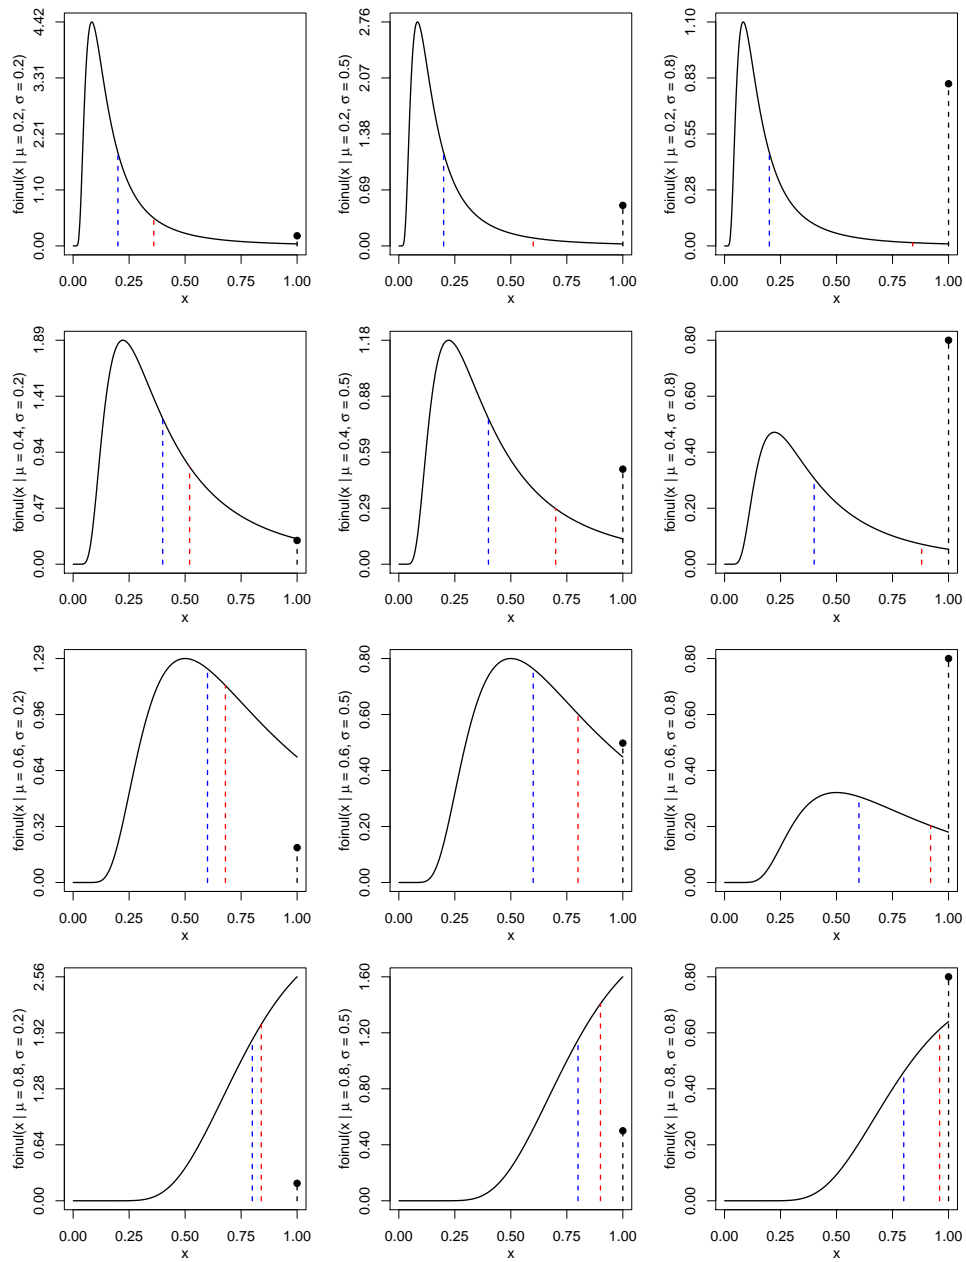 foinul(x | μ = 0.2, σ = 0.2)
0.00 1.10 2.21 3.31 4.42
0.00 0.25 0.50 0.75 1.00
x
foinul(x | μ = 0.2, σ = 0.5)
0.00 0.69 1.38 2.07 2.76
0.00 0.25 0.50 0.75 1.00
x
foinul(x | μ = 0.2, σ = 0.8)
0.00 0.28 0.55 0.83 1.10
0.00 0.25 0.50 0.75 1.00
x
foinul(x | μ = 0.4, σ = 0.2)
0.00 0.47 0.94 1.41 1.89
0.00 0.25 0.50 0.75 1.00
x
foinul(x | μ = 0.4, σ = 0.5)
0.00 0.29 0.59 0.88 1.18
0.00 0.25 0.50 0.75 1.00
x
foinul(x | μ = 0.4, σ = 0.8)
0.00 0.20 0.40 0.60 0.80
0.00 0.25 0.50 0.75 1.00
x
foinul(x | μ = 0.6, σ = 0.2)
0.00 0.32 0.64 0.96 1.29
0.00 0.25 0.50 0.75 1.00
x
foinul(x | μ = 0.6, σ = 0.5)
0.00 0.20 0.40 0.60 0.80
0.00 0.25 0.50 0.75 1.00
x
foinul(x | μ = 0.6, σ = 0.8)
0.00 0.20 0.40 0.60 0.80
0.00 0.25 0.50 0.75 1.00
x
foinul(x | μ = 0.8, σ = 0.2)
0.00 0.64 1.28 1.92 2.56
0.00 0.25 0.50 0.75 1.00
x
foinul(x | μ = 0.8, σ = 0.5)
0.00 0.40 0.80 1.20 1.60
0.00 0.25 0.50 0.75 1.00
x
foinul(x | μ = 0.8, σ = 0.8)
0.00 0.20 0.40 0.60 0.80
0.00 0.25 0.50 0.75 1.00
x